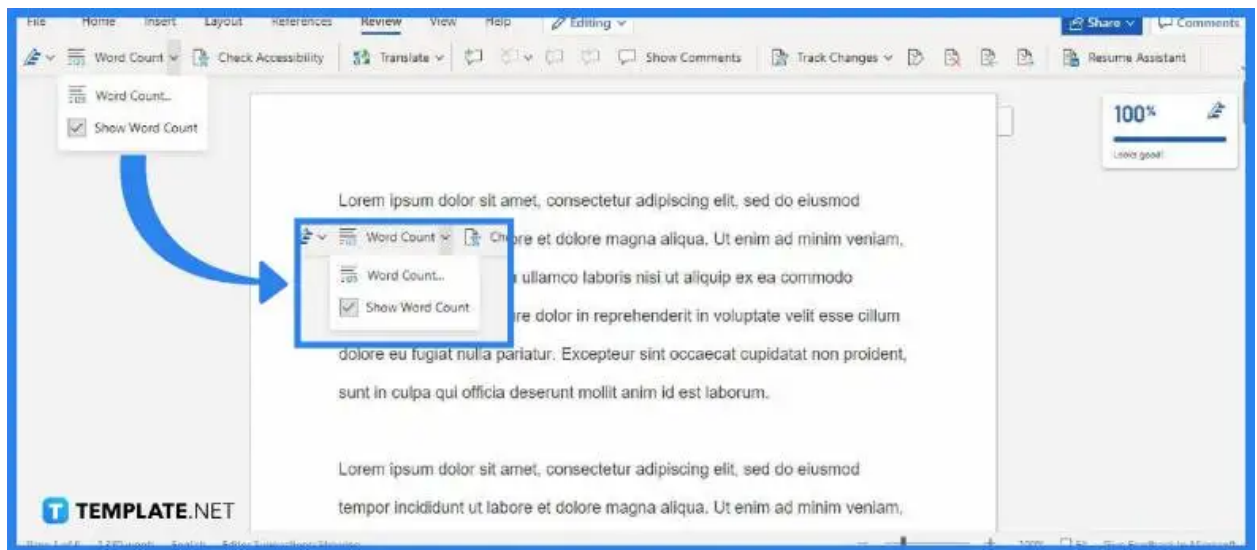 File Home Insert Layout References Review View Help Editing Share Comments
Word Count Check Accessibility Translate Show Comments Track Changes Resume Assistant
Word Count...
Show Word Count
100%
Looks good!
Lorem ipsum dolor sit amet, consectetur adipiscing elit, sed do eiusmod
Word Count Ch
ore et dolore magna aliqua. Ut enim ad minim veniam,
Word Count...
ullamco laboris nisi ut aliquip ex ea commodo
Show Word Count
re dolor in reprehenderit in voluptate velit esse cillum
dolore eu fugiat nulla pariatur. Excepteur sint occaecat cupidatat non proident,
sunt in culpa qui officia deserunt mollit anim id est laborum.
Lorem ipsum dolor sit amet, consectetur adipiscing elit, sed do eiusmod
tempor incididunt ut labore et dolore magna aliqua. Ut enim ad minim veniam,
TEMPLATE.NET